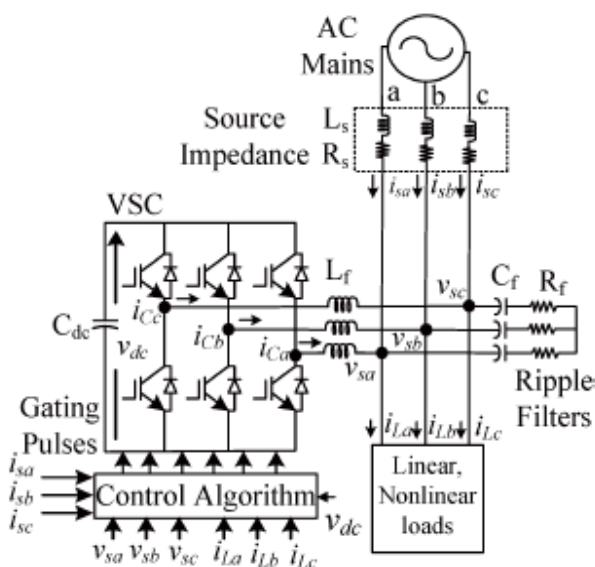 AC
Mains
a b c
Source
Impedance
Ls
Rs
isa isb isc
VSC
Lf
Cf Rf
vsc
iCc
Cdc
vdc
iCb
vsb
iCa
vsa
Ripple
Filters
Gating
Pulses
iLa iLb iLc
isa
isb
isc
Control Algorithm
Linear,
Nonlinear
loads
vdc
vsa vsb vsc iLa iLb iLc